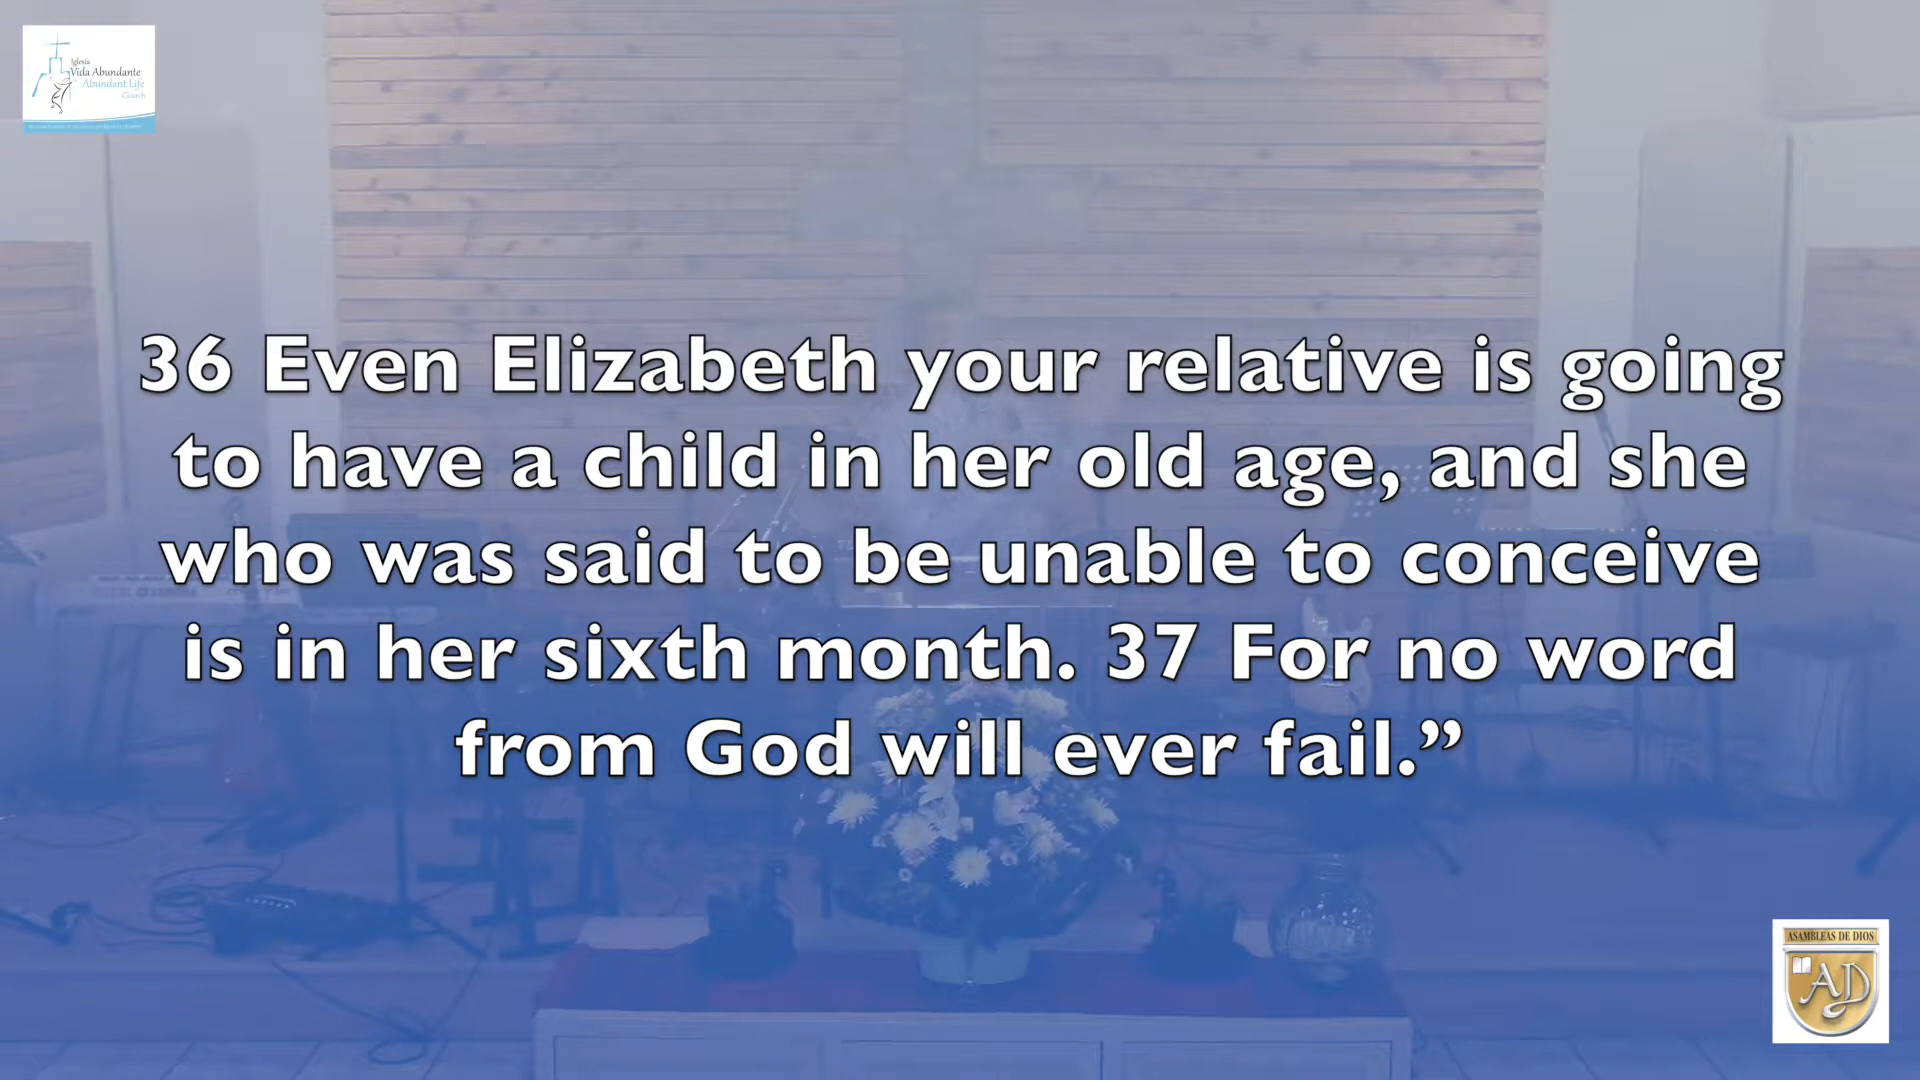 Iglesia
Vida Abundante
Abundant Life
Church
36 Even Elizabeth your relative is going
to have a child in her old age, and she
who was said to be unable to conceive
is in her sixth month. 37 For no word
from God will ever fail.”
ASAMBLEAS DE DIOS
AD